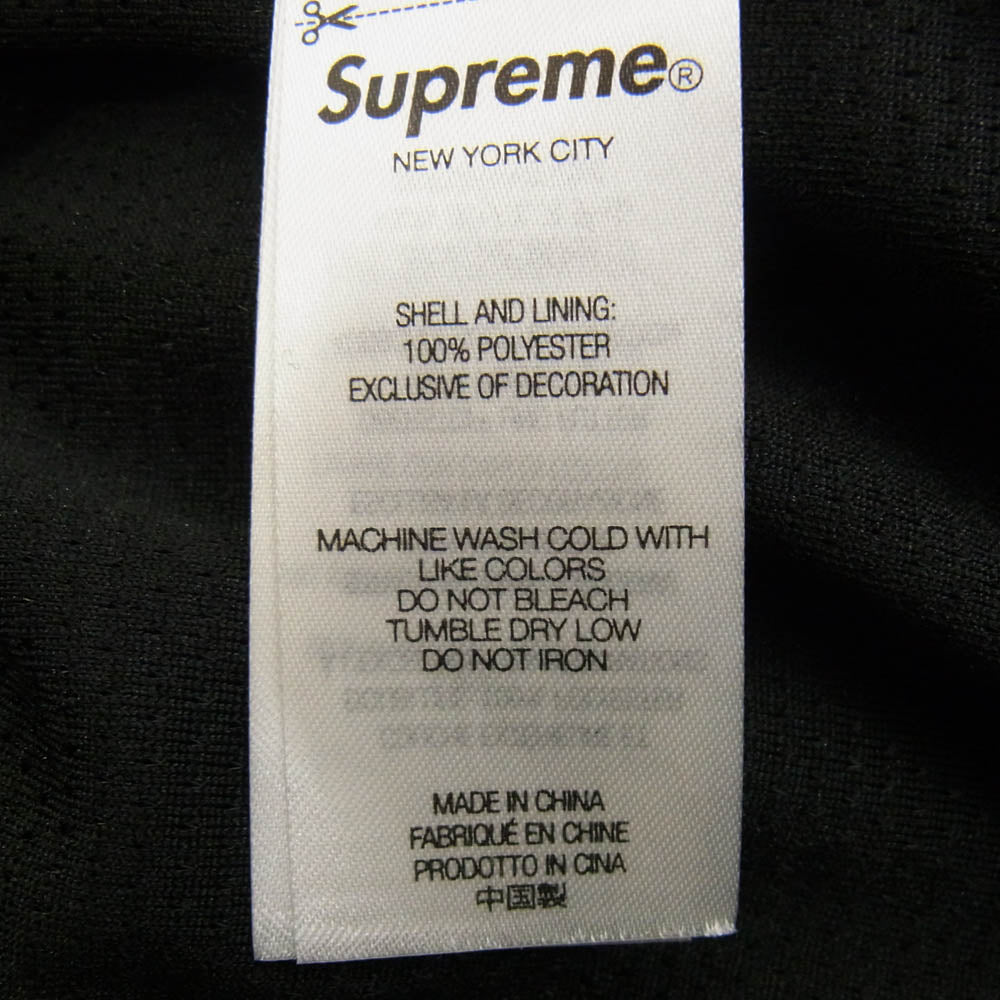 Supreme®
NEW YORK CITY
SHELL AND LINING:
100% POLYESTER
EXCLUSIVE OF DECORATION
MACHINE WASH COLD WITH
LIKE COLORS
DO NOT BLEACH
TUMBLE DRY LOW
DO NOT IRON
MADE IN CHINA
FABRIQUÉ EN CHINE
PRODOTTO IN CINA
中国製